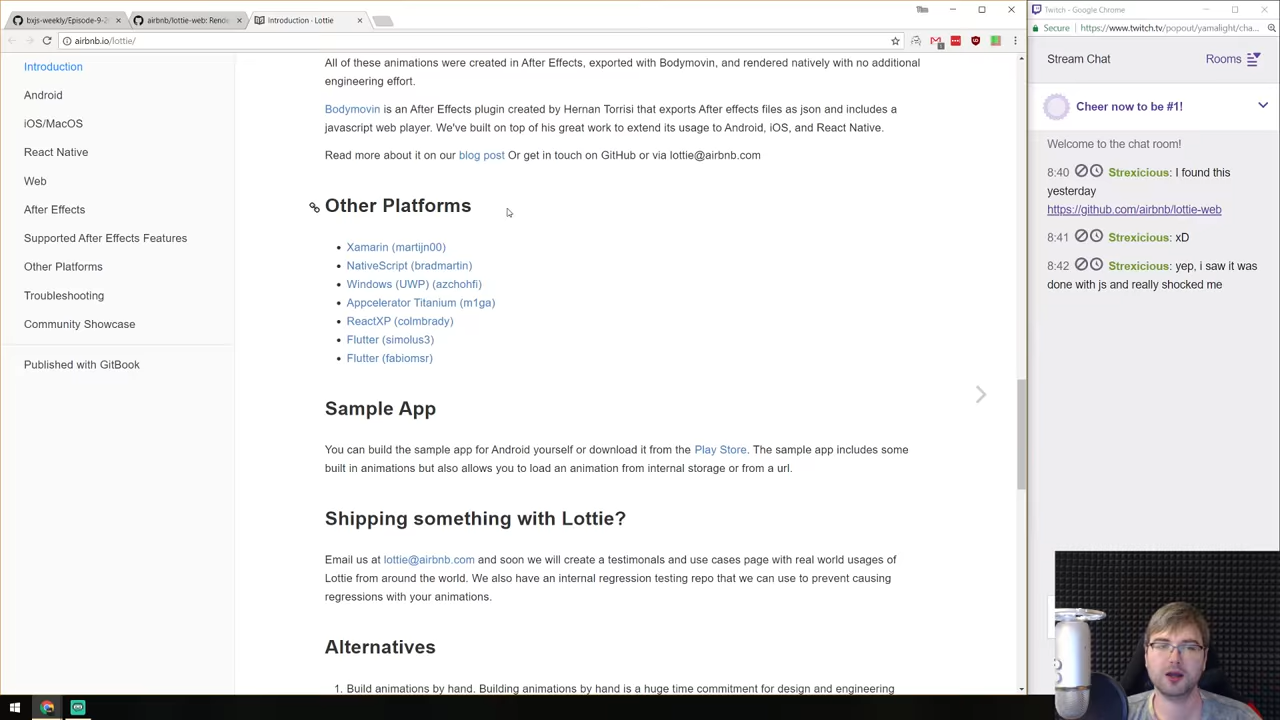 bxjs-weekly/Episode-9-2
airbnb/lottie-web: Rend
Introduction · Lottie
airbnb.io/lottie/
Introduction
Android
iOS/MacOS
React Native
Web
After Effects
Supported After Effects Features
Other Platforms
Troubleshooting
Community Showcase
Published with GitBook
All of these animations were created in After Effects, exported with Bodymovin, and rendered natively with no additional
engineering effort.
Bodymovin is an After Effects plugin created by Hernan Torrisi that exports After effects files as json and includes a
javascript web player. We've built on top of his great work to extend its usage to Android, iOS, and React Native.
Read more about it on our blog post Or get in touch on GitHub or via lottie@airbnb.com
Other Platforms
Xamarin (martijn00)
NativeScript (bradmartin)
Windows (UWP) (azchohfi)
Appcelerator Titanium (m1ga)
ReactXP (colmbrady)
Flutter (simolus3)
Flutter (fabiomsr)
Sample App
You can build the sample app for Android yourself or download it from the Play Store. The sample app includes some
built in animations but also allows you to load an animation from internal storage or from a url.
Shipping something with Lottie?
Email us at lottie@airbnb.com and soon we will create a testimonals and use cases page with real world usages of
Lottie from around the world. We also have an internal regression testing repo that we can use to prevent causing
regressions with your animations.
Alternatives
1. Build animations by hand. Building animations by hand is a huge time commitment for design and engineering
Twitch - Google Chrome
Secure https://www.twitch.tv/popout/yamalight/cha...
Stream Chat Rooms
Cheer now to be #1!
Welcome to the chat room!
8:40 Strexicious: I found this
yesterday
https://github.com/airbnb/lottie-web
8:41 Strexicious: xD
8:42 Strexicious: yep, i saw it was
done with js and really shocked me